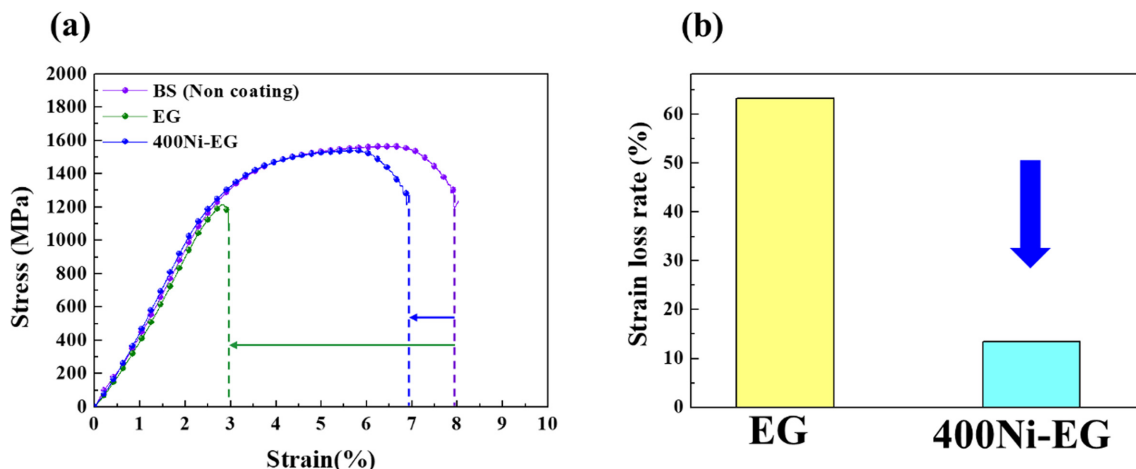 (a)
Stress (MPa)
2000
1800
1600
1400
1200
1000
800
600
400
200
0
BS (Non coating)
EG
400Ni-EG
0 1 2 3 4 5 6 7 8 9 10
Strain(%)
(b)
Strain loss rate (%)
60
50
40
30
20
10
0
EG 400Ni-EG